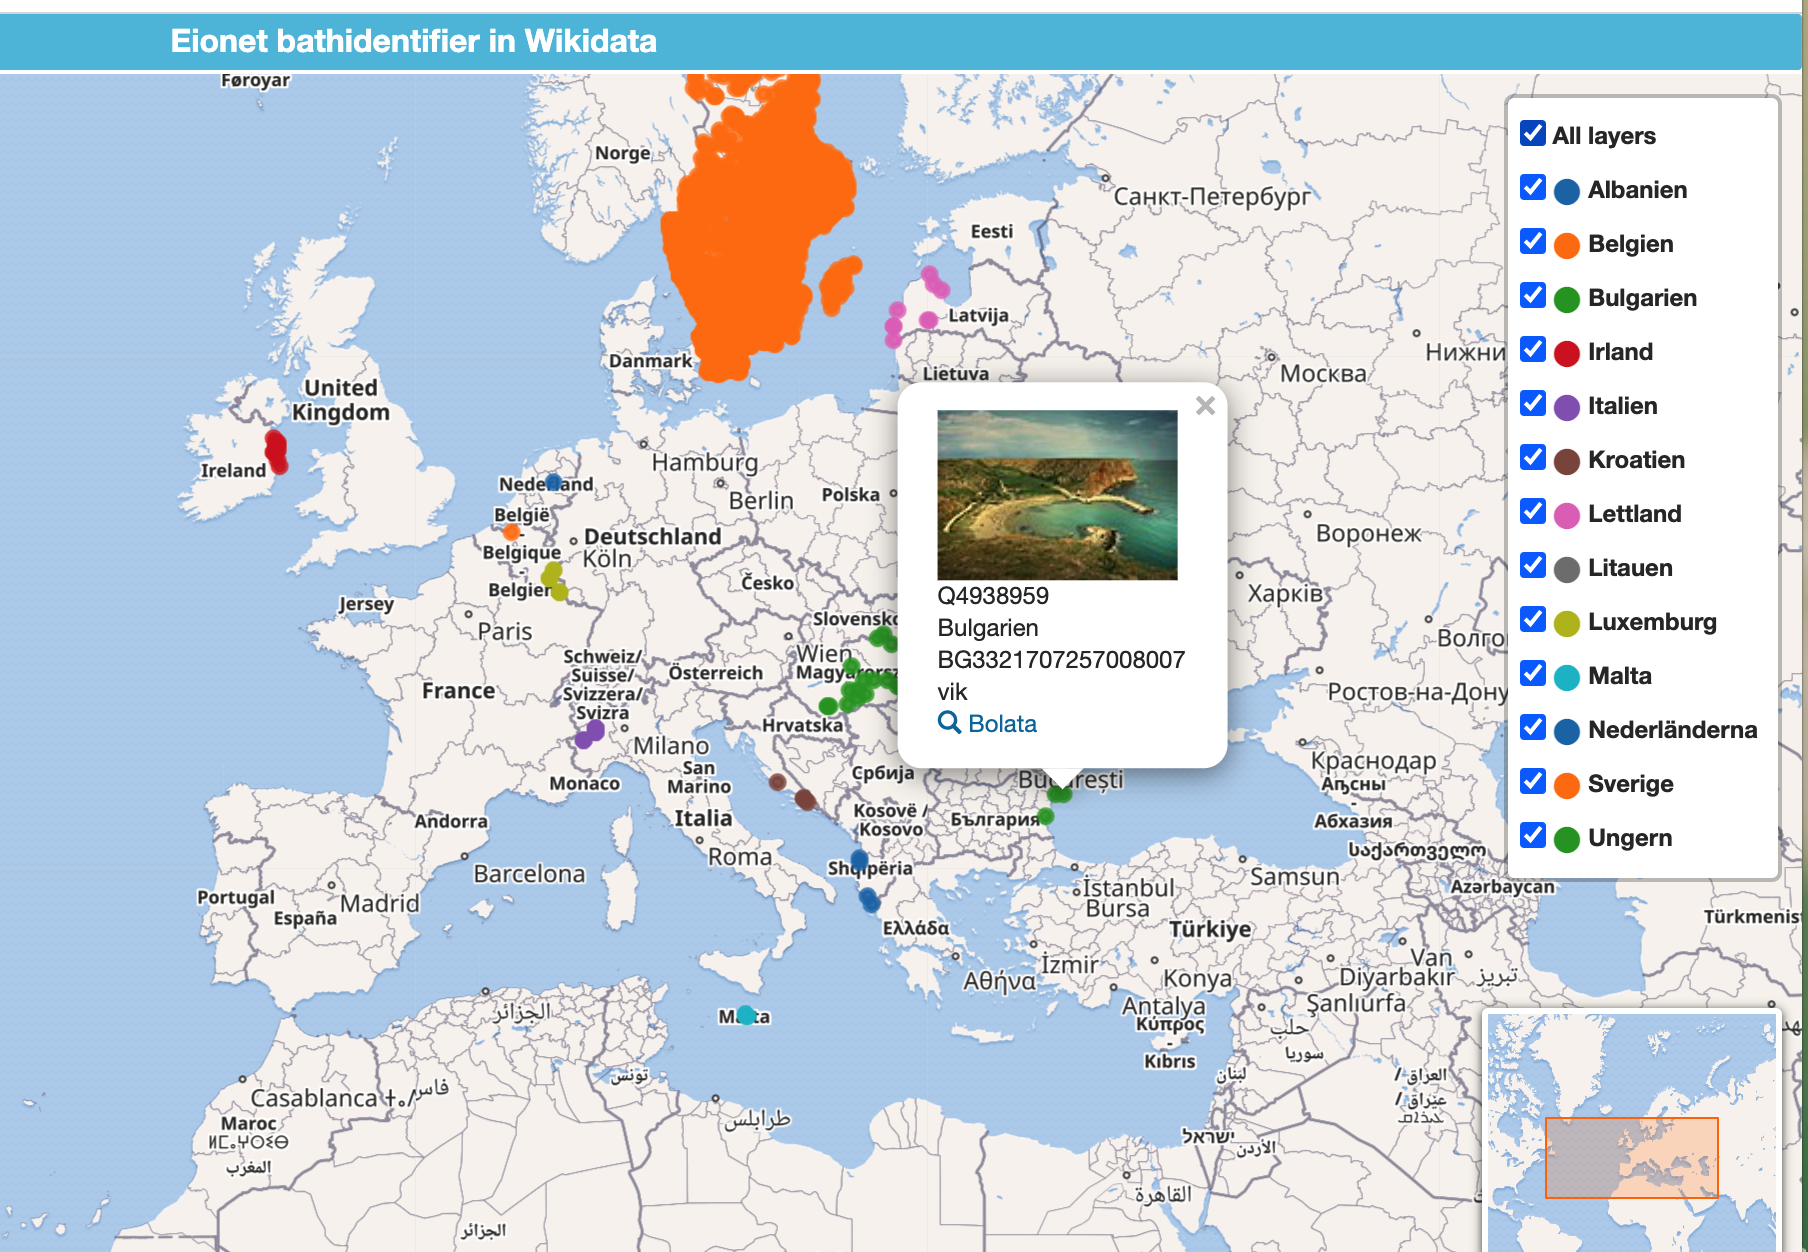 Eionet bathidentifier in Wikidata
Føroyar
Norge
Санкт-Петербург
Eesti
Latvija
Danmark
Lietuva
Нижни
Москва
United
Kingdom
Ireland
Hamburg
Nederland
Berlin
Polska
België
-
Belgique
-
Belgien
Deutschland
Köln
Воронеж
Česko
Харків
Jersey
Paris
Slovensko
Волго
Wien
Schweiz/
Suisse/
Svizzera/
Svizra
Österreich
Magyarorsz
France
Ростов-на-Дону
Hrvatska
Milano
San
Marino
Monaco
Србија
București
Краснодар
Аҧсны
-
Абхазия
Andorra
Italia
Kosovë /
Kosovo
България
საქართველო
Barcelona
Roma
Shqipëria
Samsun
Azərbaycan
Portugal
Madrid
España
İstanbul
Bursa
Türkiye
Türkmenist
Ελλάδα
Αθήνα
İzmir
Konya
Van
Diyarbakır
تبریز
Antalya
Şanlıurfa
Κύπρος
-
Kıbrıs
حلب
سوريا
Malta
الجزائر
تونس
لبنان
العراق /
عێراق /
Casablanca
فاس
طرابلس
Maroc
ⵍⵎⵖⵔⵉⴱ
المغرب
ישראל
الأردن
القاهرة
الجزائر
Q4938959
Bulgarien
BG3321707257008007
vik
Bolata
×
All layers
Albanien
Belgien
Bulgarien
Irland
Italien
Kroatien
Lettland
Litauen
Luxemburg
Malta
Nederländerna
Sverige
Ungern